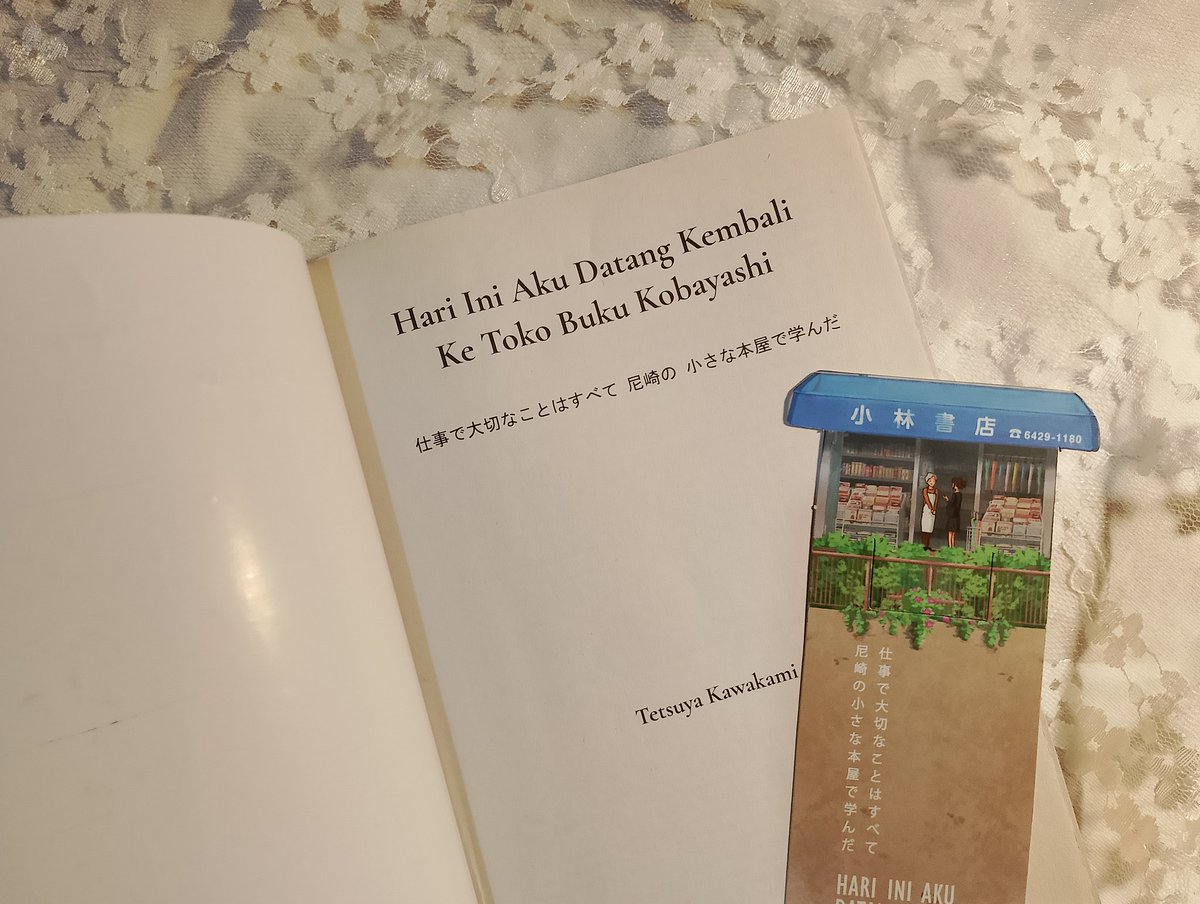 Hari Ini Aku Datang Kembali
Ke Toko Buku Kobayashi
仕事で大切なことはすべて 尼崎の 小さな本屋で学んだ
Tetsuya Kawakami
小林書店 ☎6429-1180
仕事で大切なことはすべて
尼崎の小さな本屋で学んだ
HARI INI AKU